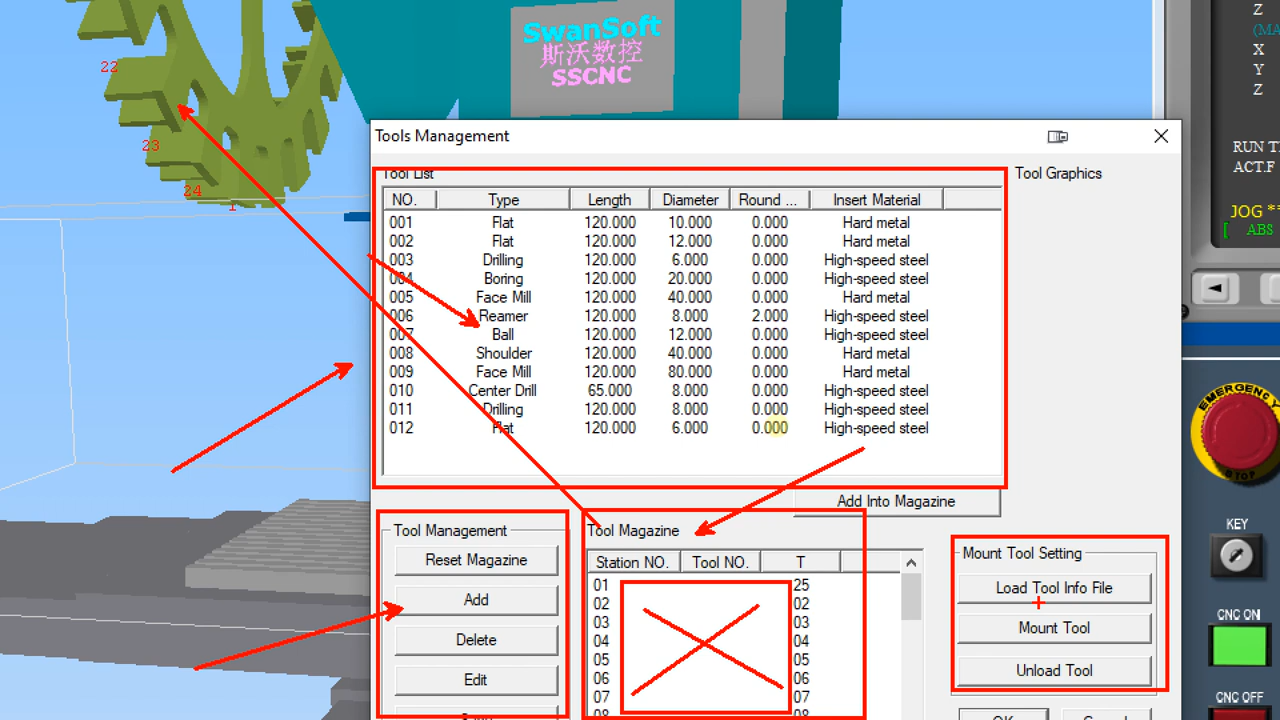 SwanSoft
斯沃数控
SSCNC
22
23
24
1
Z
X
Y
Z
RUN
ACT.F
JOG
[ ABS
Tools Management
Tool List
Tool Graphics
NO. Type Length Diameter Round ... Insert Material
001 Flat 120.000 10.000 0.000 Hard metal
002 Flat 120.000 12.000 0.000 Hard metal
003 Drilling 120.000 6.000 0.000 High-speed steel
004 Boring 120.000 20.000 0.000 High-speed steel
005 Face Mill 120.000 40.000 0.000 Hard metal
006 Reamer 120.000 8.000 2.000 High-speed steel
007 Ball 120.000 12.000 0.000 High-speed steel
008 Shoulder 120.000 40.000 0.000 Hard metal
009 Face Mill 120.000 80.000 0.000 Hard metal
010 Center Drill 65.000 8.000 0.000 High-speed steel
011 Drilling 120.000 8.000 0.000 High-speed steel
012 Flat 120.000 6.000 0.000 High-speed steel
Add Into Magazine
Tool Management
Reset Magazine
Add
Delete
Edit
Tool Magazine
Station NO. Tool NO. T
01 25
02 02
03 03
04 04
05 05
06 06
07 07
08 08
Mount Tool Setting
Load Tool Info File
Mount Tool
Unload Tool
EMERGENCY
STOP
KEY
CNC ON
CNC OFF